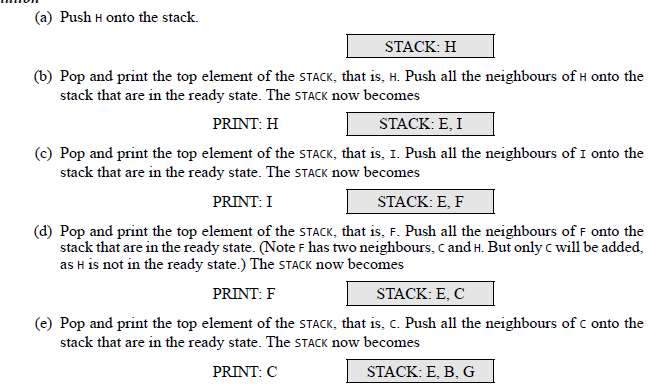 (a) Push H onto the stack.
STACK: H
(b) Pop and print the top element of the STACK, that is, H. Push all the neighbours of H onto the
stack that are in the ready state. The STACK now becomes
PRINT: H STACK: E, I
(c) Pop and print the top element of the STACK, that is, I. Push all the neighbours of I onto the
stack that are in the ready state. The STACK now becomes
PRINT: I STACK: E, F
(d) Pop and print the top element of the STACK, that is, F. Push all the neighbours of F onto the
stack that are in the ready state. (Note F has two neighbours, C and H. But only C will be added,
as H is not in the ready state.) The STACK now becomes
PRINT: F STACK: E, C
(e) Pop and print the top element of the STACK, that is, C. Push all the neighbours of C onto the
stack that are in the ready state. The STACK now becomes
PRINT: C STACK: E, B, G